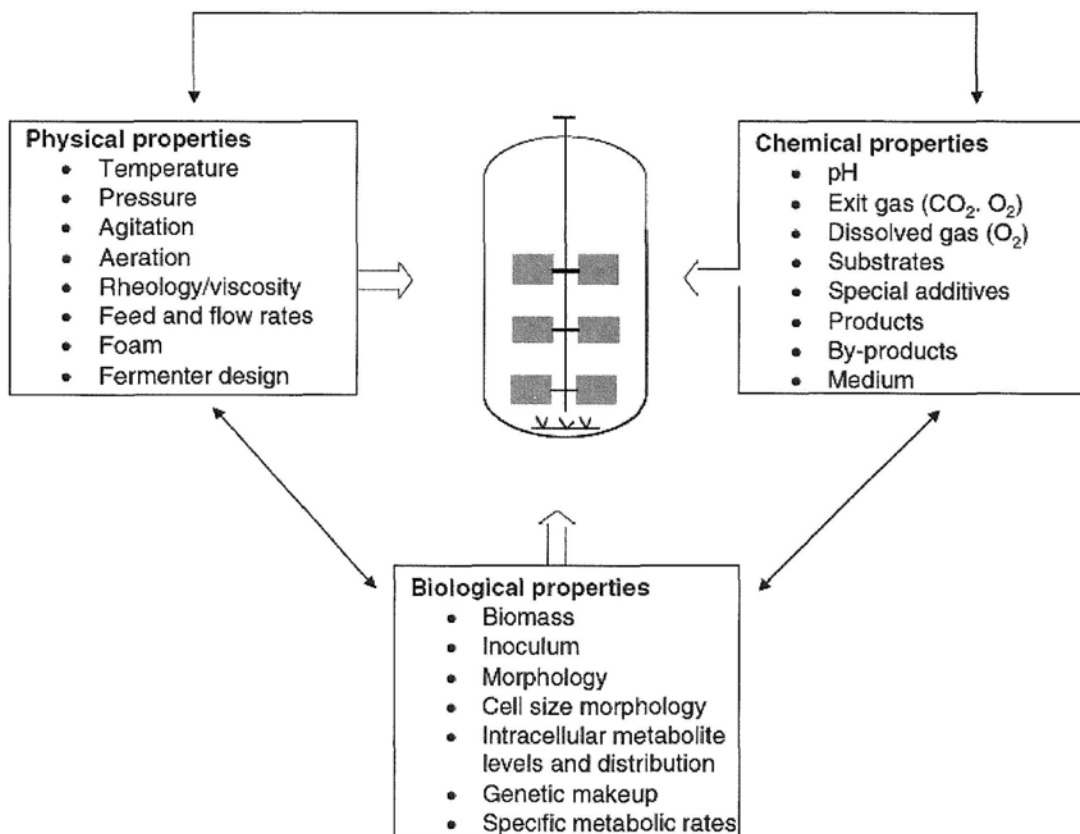 Physical properties
• Temperature
• Pressure
• Agitation
• Aeration
• Rheology/viscosity
• Feed and flow rates
• Foam
• Fermenter design
Chemical properties
• pH
• Exit gas (CO₂. O₂)
• Dissolved gas (O₂)
• Substrates
• Special additives
• Products
• By-products
• Medium
Biological properties
• Biomass
• Inoculum
• Morphology
• Cell size morphology
• Intracellular metabolite
levels and distribution
• Genetic makeup
• Specific metabolic rates